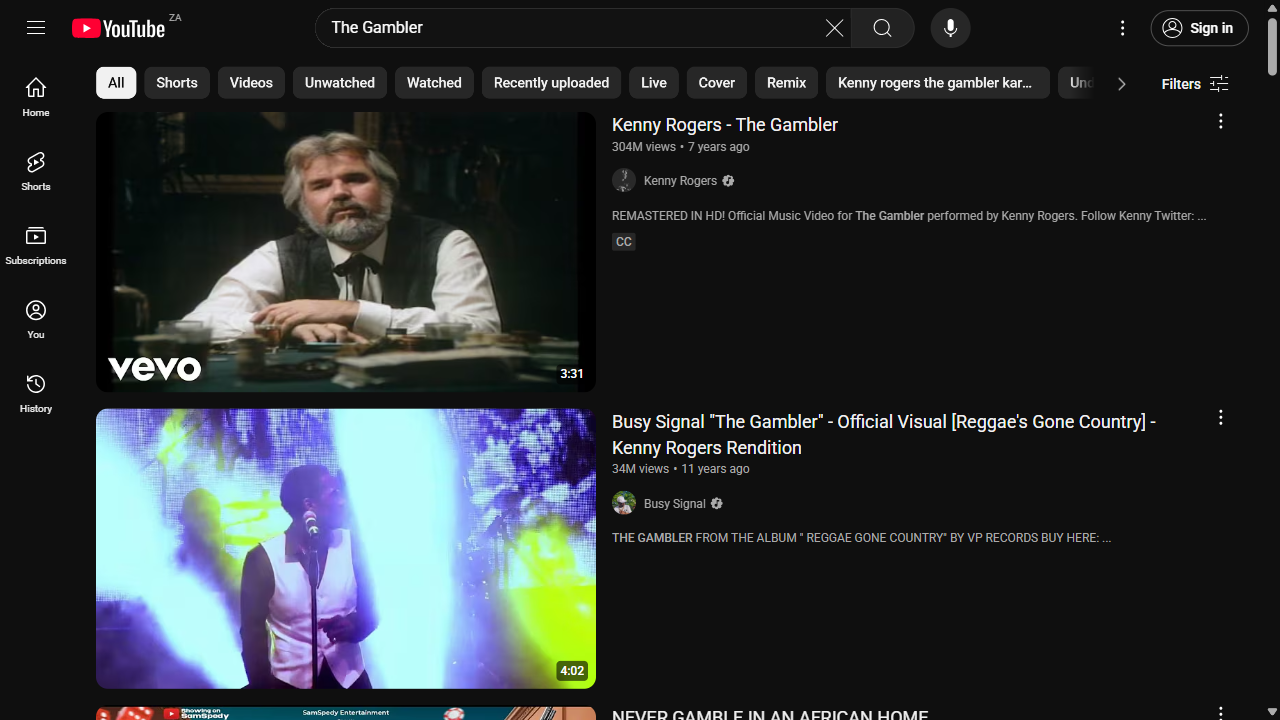 YouTube ZA
The Gambler
Sign in
All
Shorts
Videos
Unwatched
Watched
Recently uploaded
Live
Cover
Remix
Kenny rogers the gambler kar...
Filters
Home
Shorts
Subscriptions
You
History
vevo
3:31
Kenny Rogers - The Gambler
304M views • 7 years ago
Kenny Rogers
REMASTERED IN HD! Official Music Video for The Gambler performed by Kenny Rogers. Follow Kenny Twitter: ...
CC
4:02
Busy Signal "The Gambler" - Official Visual [Reggae's Gone Country] -
Kenny Rogers Rendition
34M views • 11 years ago
Busy Signal
THE GAMBLER FROM THE ALBUM " REGGAE GONE COUNTRY" BY VP RECORDS BUY HERE: ...
Showing on
SamSpedy
SamSpedy Entertainment
NEVER GAMBLE IN AN AFRICAN HOME